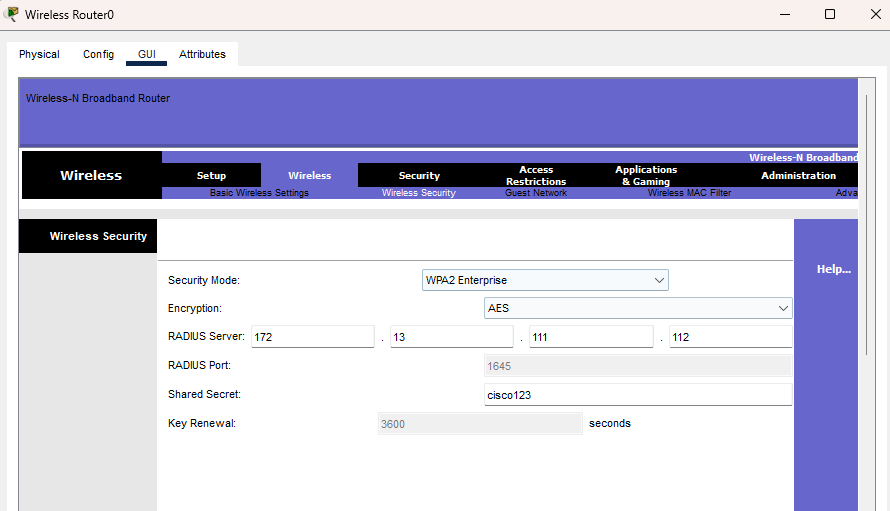 Wireless Router0
Physical Config GUI Attributes
Wireless-N Broadband Router
Wireless-N Broadband
Wireless Setup Wireless Security Access Restrictions Applications & Gaming Administration
Basic Wireless Settings Wireless Security Guest Network Wireless MAC Filter Adva
Wireless Security
Help...
Security Mode: WPA2 Enterprise
Encryption: AES
RADIUS Server: 172 . 13 . 111 . 112
RADIUS Port: 1645
Shared Secret: cisco123
Key Renewal: 3600 seconds